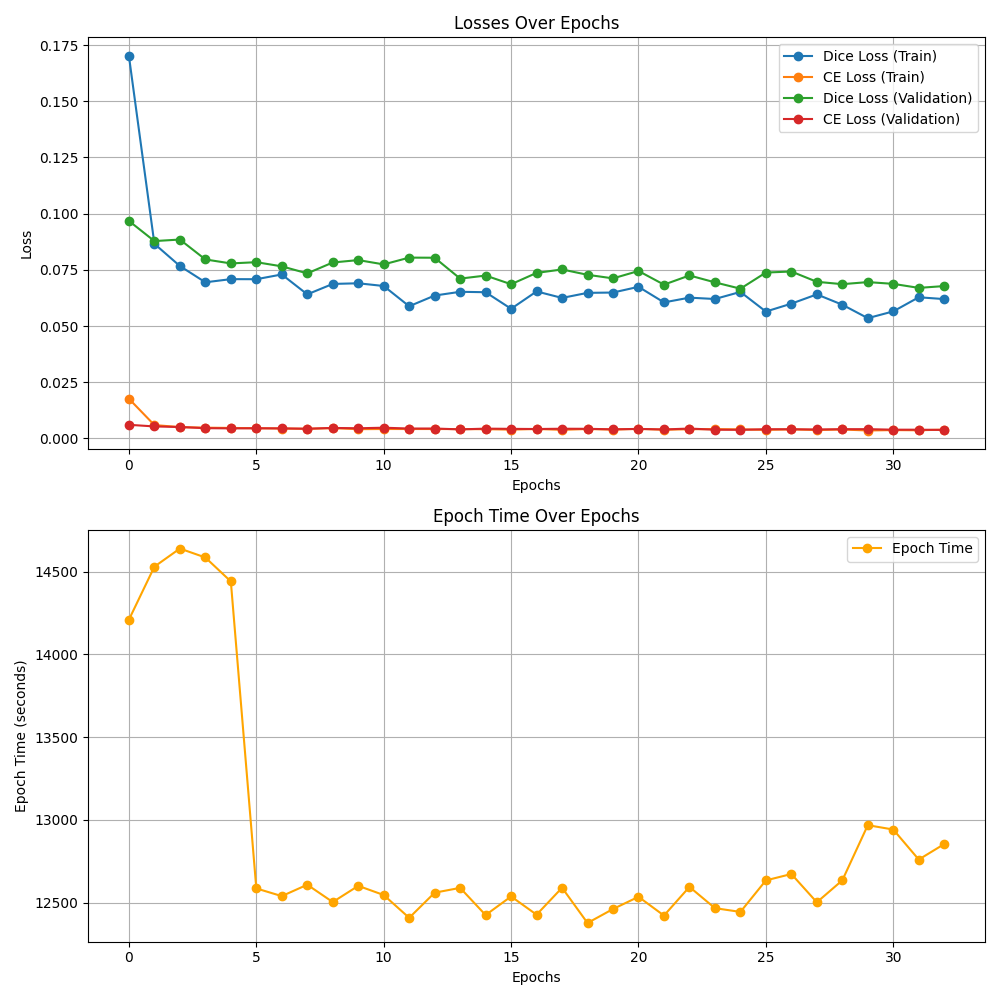 Losses Over Epochs
Loss
0.175
0.150
0.125
0.100
0.075
0.050
0.025
0.000
Dice Loss (Train)
CE Loss (Train)
Dice Loss (Validation)
CE Loss (Validation)
0 5 10 15 20 25 30
Epochs
Epoch Time Over Epochs
Epoch Time (seconds)
14500
14000
13500
13000
12500
Epoch Time
0 5 10 15 20 25 30
Epochs